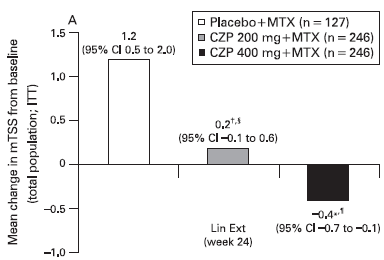 A
Placebo+MTX (n=127)
CZP 200 mg+MTX (n=246)
CZP 400 mg+MTX (n=246)
Mean change in mTSS from baseline
(total population; ITT)
1.5
1.0
0.5
0
−0.5
−1.0
1.2
(95% CI 0.5 to 2.0)
0.2†,§
(95% CI −0.1 to 0.6)
−0.4*,¶
(95% CI −0.7 to −0.1)
Lin Ext
(week 24)